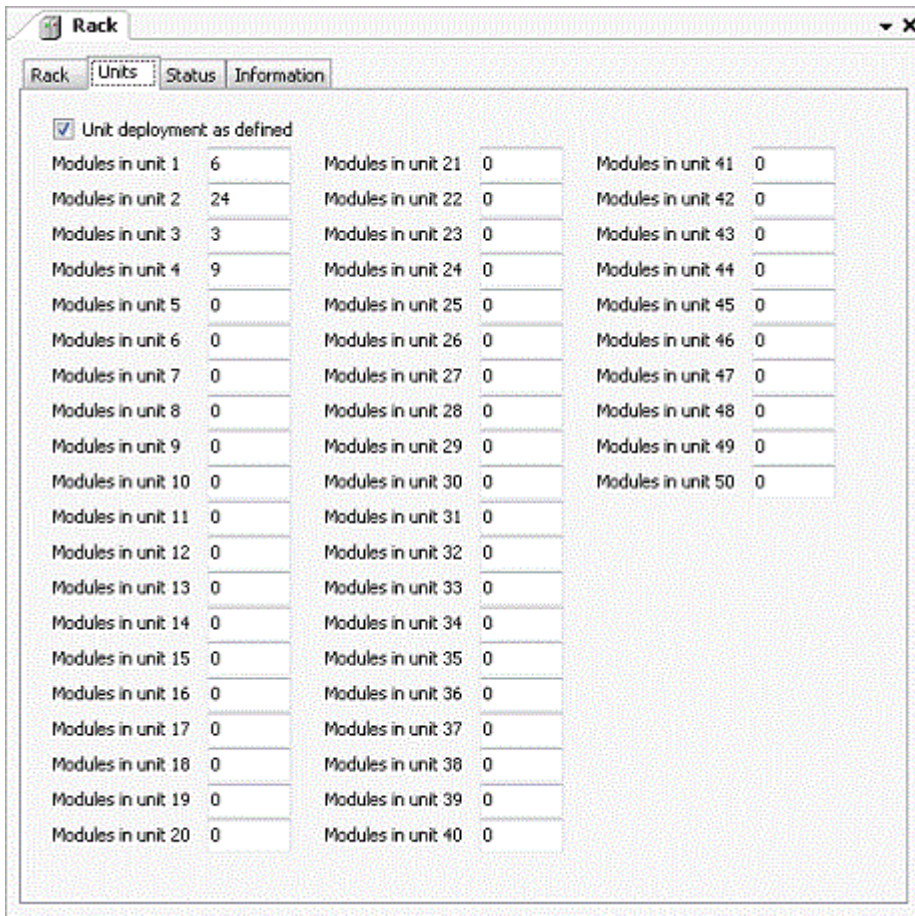 Rack
Rack Units Status Information
Unit deployment as defined
Modules in unit 1 6 Modules in unit 21 0 Modules in unit 41 0
Modules in unit 2 24 Modules in unit 22 0 Modules in unit 42 0
Modules in unit 3 3 Modules in unit 23 0 Modules in unit 43 0
Modules in unit 4 9 Modules in unit 24 0 Modules in unit 44 0
Modules in unit 5 0 Modules in unit 25 0 Modules in unit 45 0
Modules in unit 6 0 Modules in unit 26 0 Modules in unit 46 0
Modules in unit 7 0 Modules in unit 27 0 Modules in unit 47 0
Modules in unit 8 0 Modules in unit 28 0 Modules in unit 48 0
Modules in unit 9 0 Modules in unit 29 0 Modules in unit 49 0
Modules in unit 10 0 Modules in unit 30 0 Modules in unit 50 0
Modules in unit 11 0 Modules in unit 31 0
Modules in unit 12 0 Modules in unit 32 0
Modules in unit 13 0 Modules in unit 33 0
Modules in unit 14 0 Modules in unit 34 0
Modules in unit 15 0 Modules in unit 35 0
Modules in unit 16 0 Modules in unit 36 0
Modules in unit 17 0 Modules in unit 37 0
Modules in unit 18 0 Modules in unit 38 0
Modules in unit 19 0 Modules in unit 39 0
Modules in unit 20 0 Modules in unit 40 0